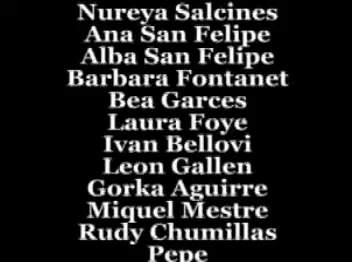 Nureya Salcines
Ana San Felipe
Alba San Felipe
Barbara Fontanet
Bea Garces
Laura Foye
Ivan Bellovi
Leon Gallen
Gorka Aguirre
Miquel Mestre
Rudy Chumillas
Pepe